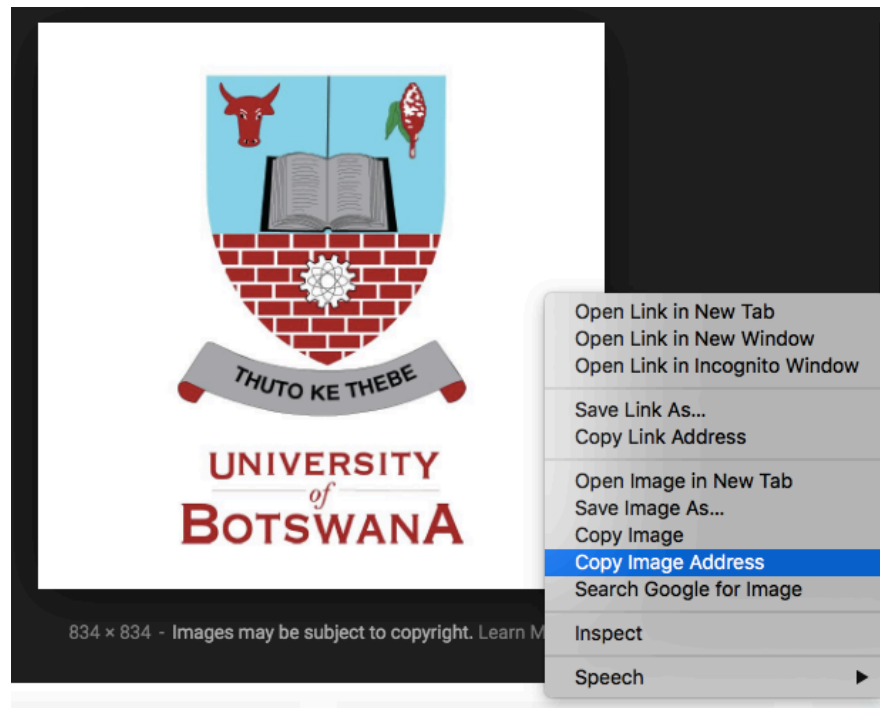 THUTO KE THEBE
UNIVERSITY
of
BOTSWANA
834 × 834 - Images may be subject to copyright. Learn M
Open Link in New Tab
Open Link in New Window
Open Link in Incognito Window
Save Link As...
Copy Link Address
Open Image in New Tab
Save Image As...
Copy Image
Copy Image Address
Search Google for Image
Inspect
Speech